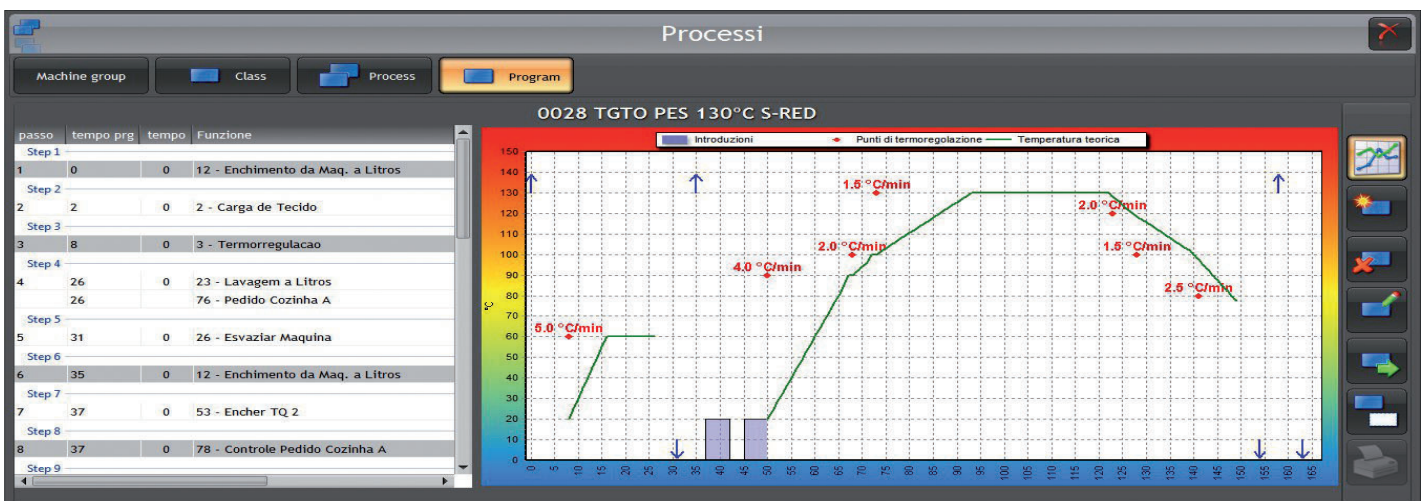 Processi
Machine group Class Process Program
0028 TGTO PES 130°C S-RED
passo tempo prg tempo Funzione
Step 1
1 0 0 12 - Enchimento da Maq. a Litros
Step 2
2 2 0 2 - Carga de Tecido
Step 3
3 8 0 3 - Termorregulacao
Step 4
4 26 0 23 - Lavagem a Litros
26 76 - Pedido Cozinha A
Step 5
5 31 0 26 - Esvaziar Maquina
Step 6
6 35 0 12 - Enchimento da Maq. a Litros
Step 7
7 37 0 53 - Encher TQ 2
Step 8
8 37 0 78 - Controle Pedido Cozinha A
Step 9
Introduzioni Punti di termoregolazione Temperatura teorica
150
140
130
120
110
100
90
80
70
60
50
40
30
20
10
0
°C
5.0 °C/min
4.0 °C/min
2.0 °C/min
1.5 °C/min
2.0 °C/min
1.5 °C/min
2.5 °C/min
0 5 10 15 20 25 30 35 40 45 50 55 60 65 70 75 80 85 90 95 100 105 110 115 120 125 130 135 140 145 150 155 160 165